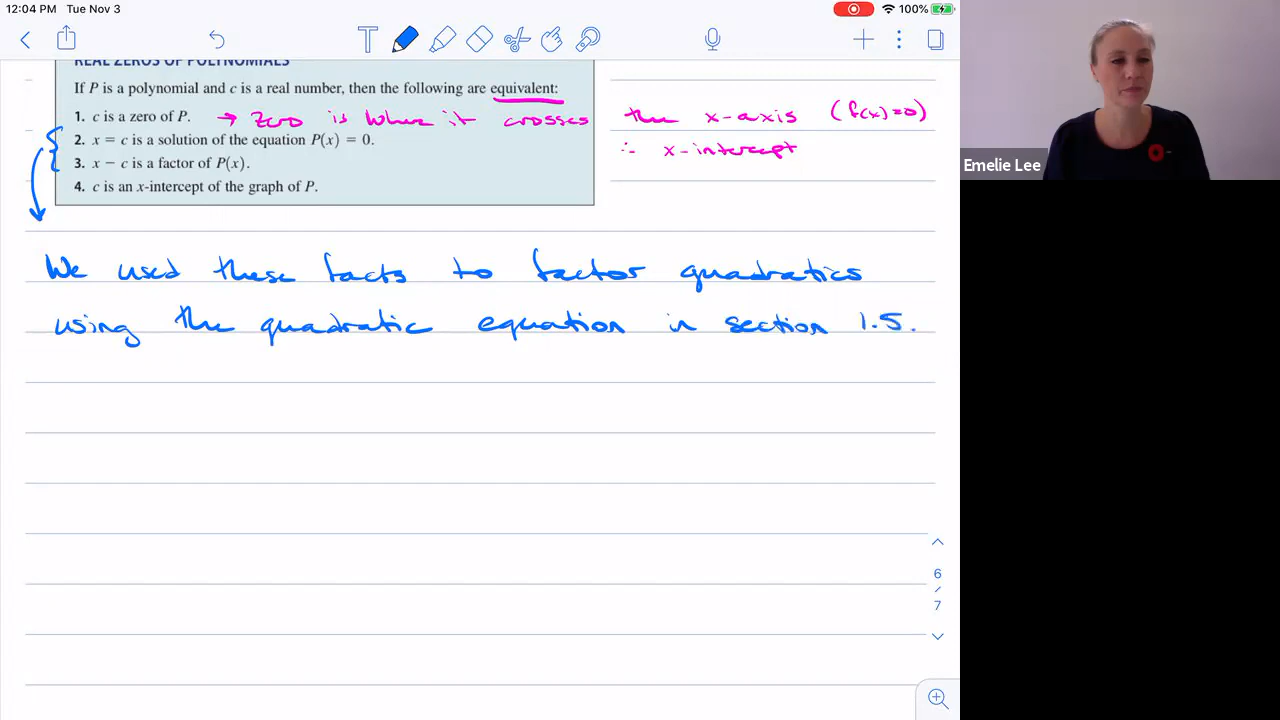 12:04 PM Tue Nov 3
100%
T
REAL ZEROS OF POLYNOMIALS
If P is a polynomial and c is a real number, then the following are equivalent:
1. c is a zero of P. → Zero is where it crosses the x-axis (f(x)=0)
2. x = c is a solution of the equation P(x) = 0. ∴ x-intercept
3. x − c is a factor of P(x).
4. c is an x-intercept of the graph of P.
Emelie Lee
We used these facts to factor quadratics
using the quadratic equation in section 1.5.
6
/
7